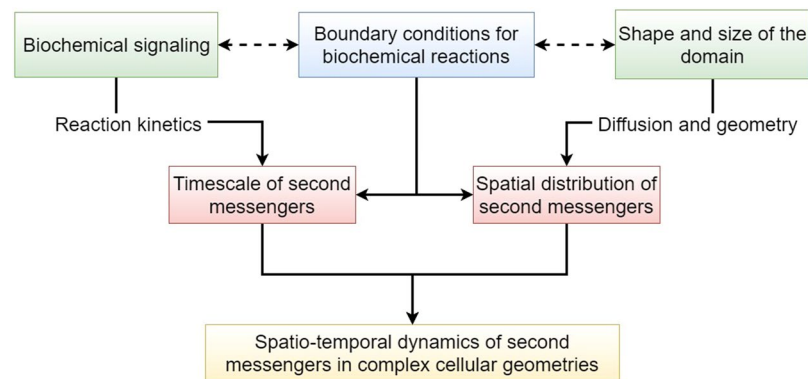 Biochemical signaling
Boundary conditions for
biochemical reactions
Shape and size of the
domain
Reaction kinetics
Diffusion and geometry
Timescale of second
messengers
Spatial distribution of
second messengers
Spatio-temporal dynamics of second
messengers in complex cellular geometries